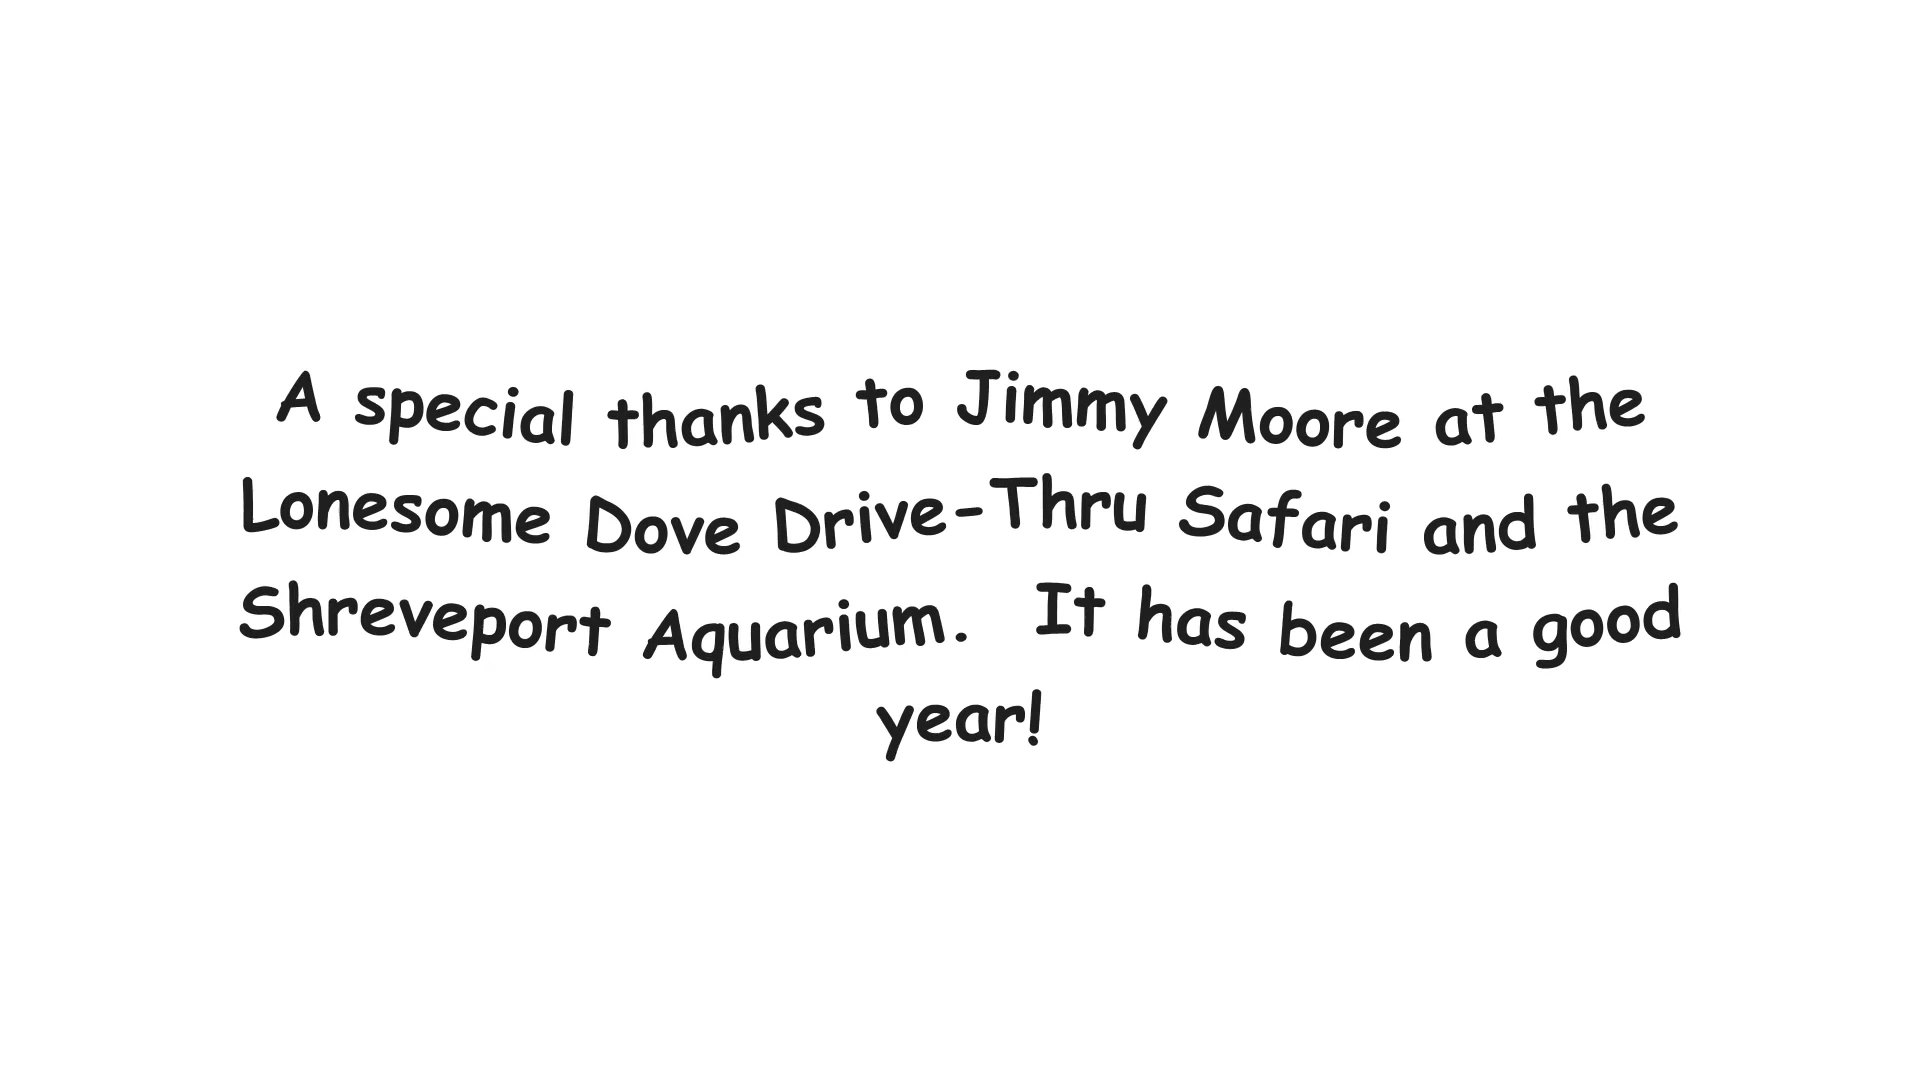 A special thanks to Jimmy Moore at the
Lonesome Dove Drive-Thru Safari and the
Shreveport Aquarium.  It has been a good
year!